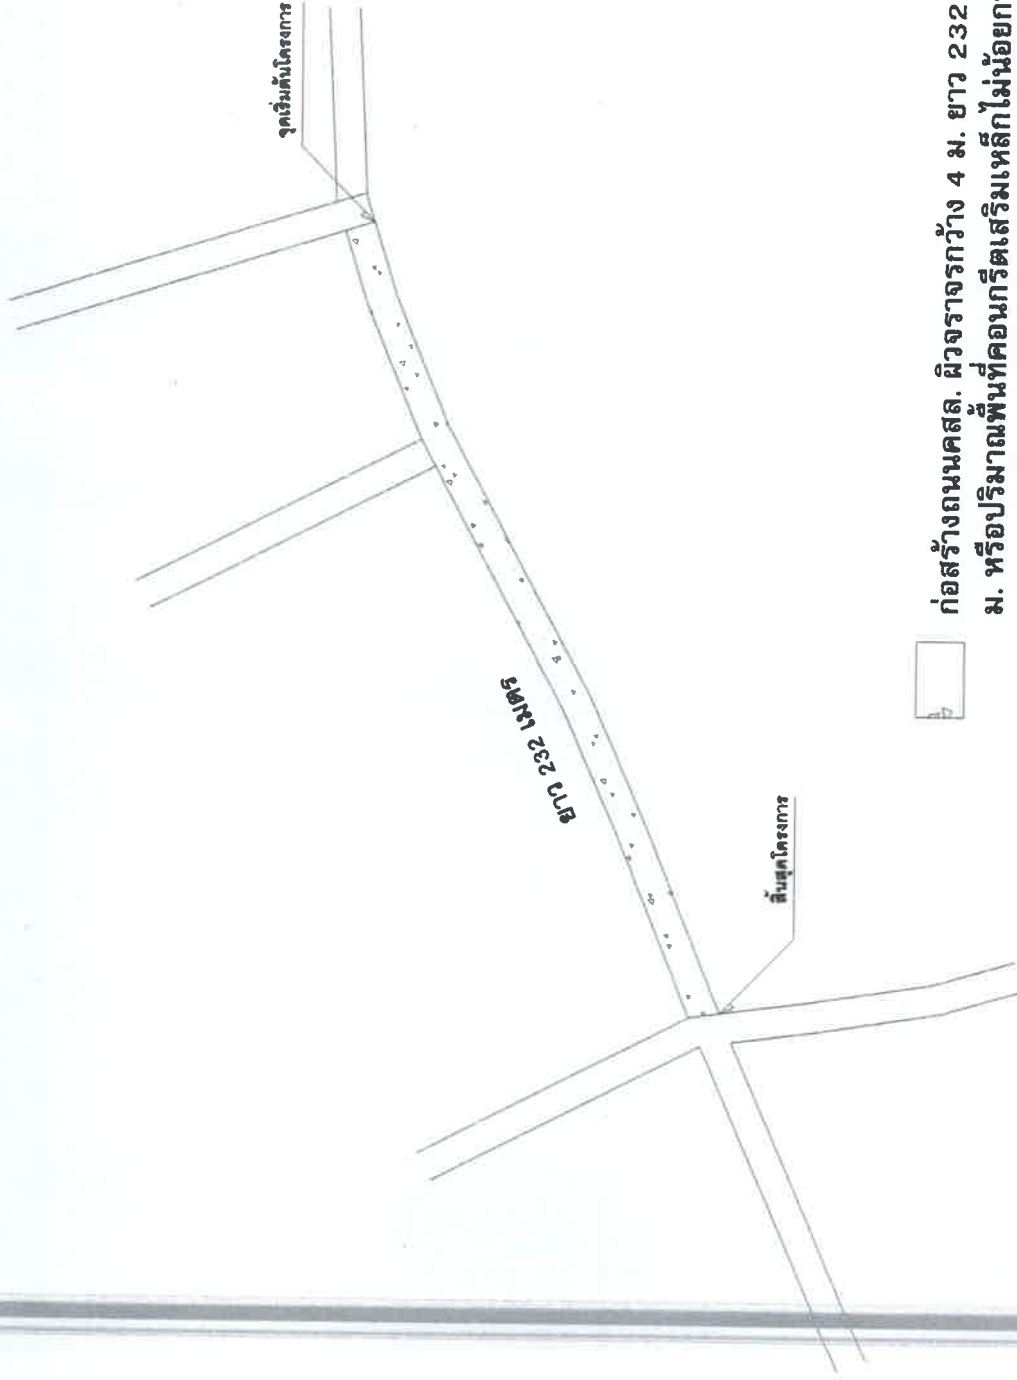 จุดเริ่มต้นโครงการ
ยาว 232 เมตร
สิ้นสุดโครงการ
ก่อสร้างถนนคสล. ผิวจราจรกว้าง 4 ม. ยาว 232
ม. หรือปริมาณพื้นที่คอนกรีตเสริมเหล็กไม่น้อยก